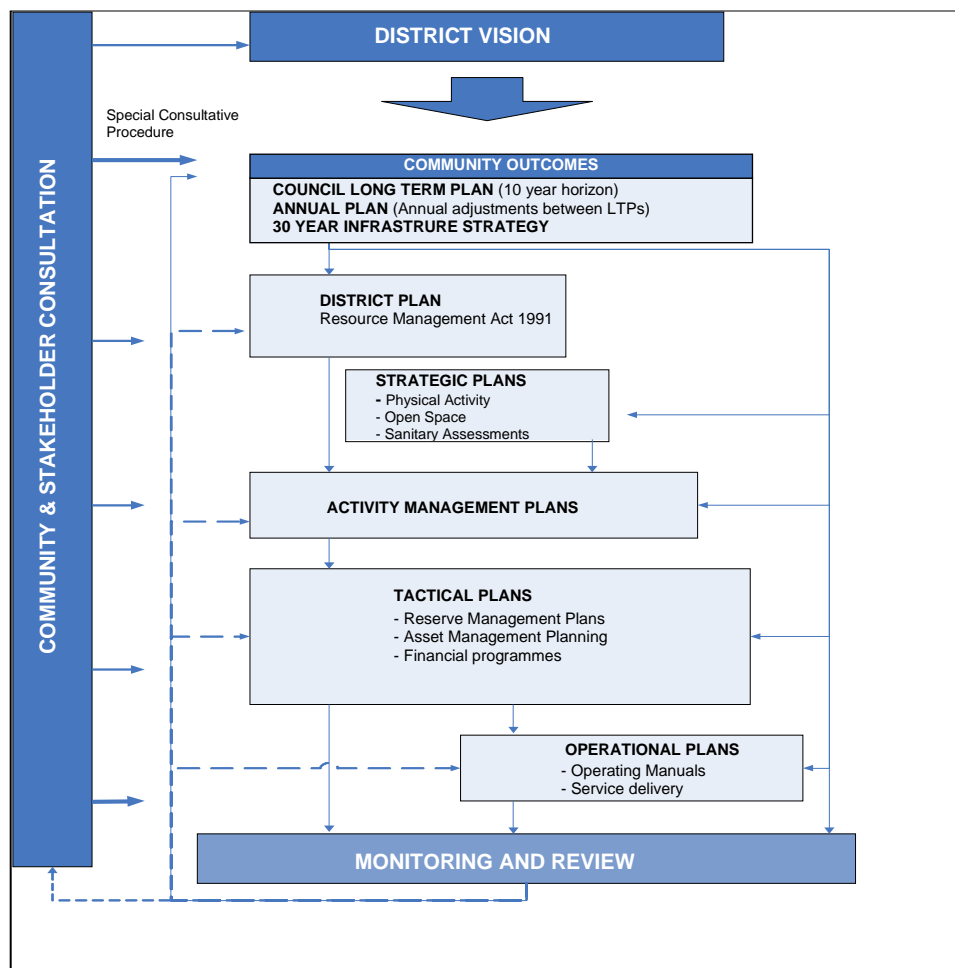 DISTRICT VISION
Special Consultative
Procedure
COMMUNITY & STAKEHOLDER CONSULTATION
COMMUNITY OUTCOMES
COUNCIL LONG TERM PLAN (10 year horizon)
ANNUAL PLAN (Annual adjustments between LTPs)
30 YEAR INFRASTRURE STRATEGY
DISTRICT PLAN
Resource Management Act 1991
STRATEGIC PLANS
- Physical Activity
- Open Space
- Sanitary Assessments
ACTIVITY MANAGEMENT PLANS
TACTICAL PLANS
- Reserve Management Plans
- Asset Management Planning
- Financial programmes
OPERATIONAL PLANS
- Operating Manuals
- Service delivery
MONITORING AND REVIEW